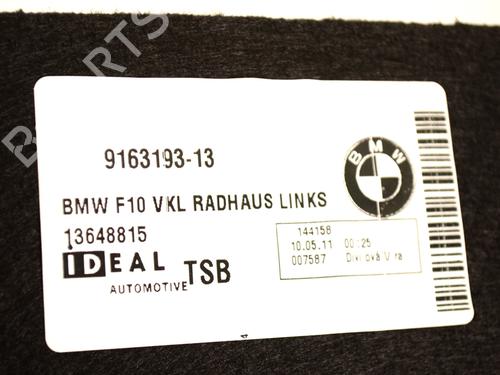 9163193-13
BMW
BMW F10 VKL RADHAUS LINKS
13648815
IDEAL
AUTOMOTIVE
TSB
144158
10.05.11 00:25
007587
B-PARTS